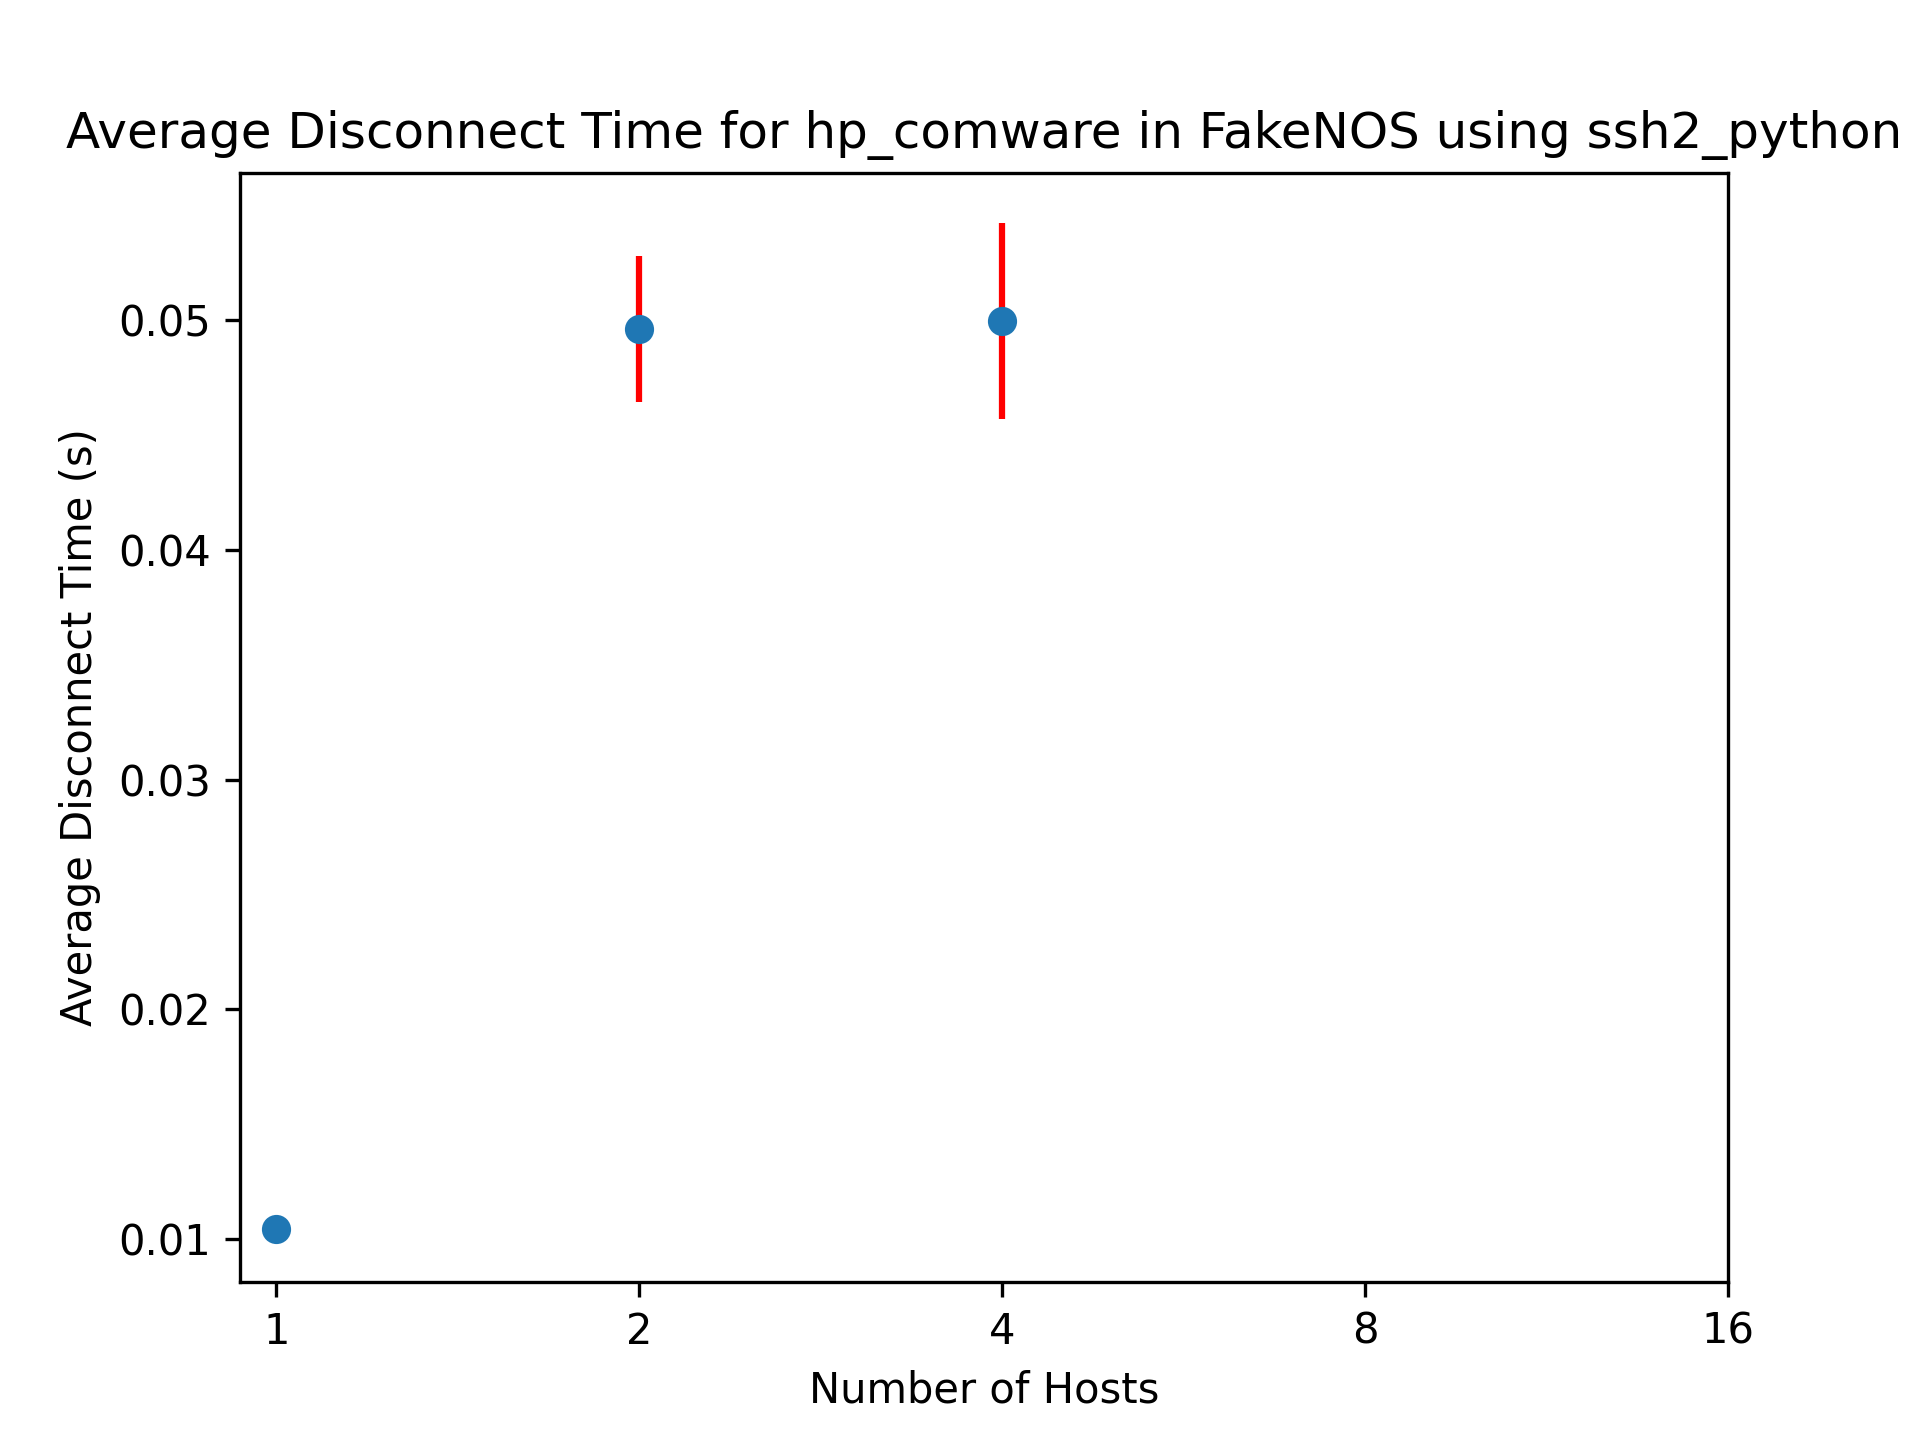 Average Disconnect Time for hp_comware in FakeNOS using ssh2_python
Average Disconnect Time (s)
0.05
0.04
0.03
0.02
0.01
1 2 4 8 16
Number of Hosts